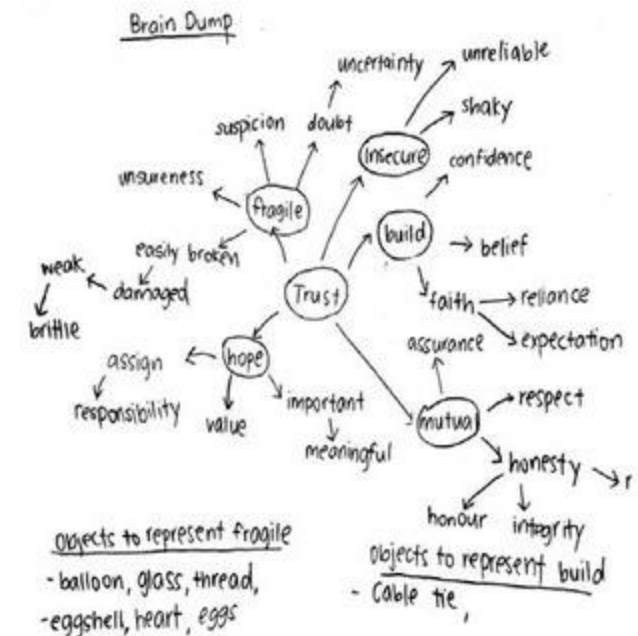 Brain Dump
uncertainty
unreliable
suspicion
doubt
shaky
Insecure
confidence
unsureness
fragile
build
belief
easily broken
weak
damaged
Trust
faith
reliance
brittle
expectation
assurance
hope
assign
respect
important
responsibility
value
mutual
meaningful
honesty
r
honour
integrity
Objects to represent fragile
- balloon, glass, thread,
- eggshell, heart, eggs
Objects to represent build
- Cable tie,